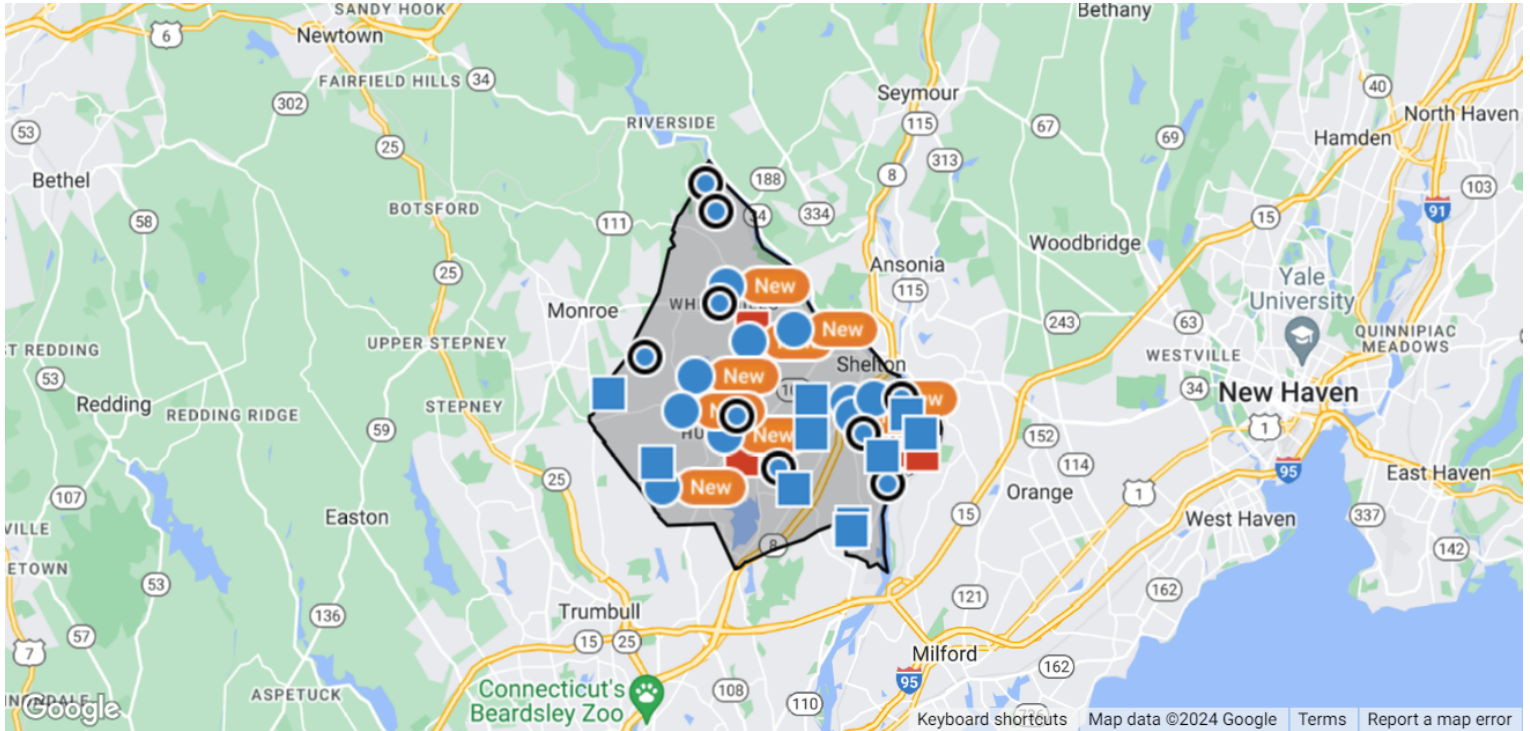 SANDY HOOK
Bethany
6
Newtown
FAIRFIELD HILLS
34
Seymour
40
302
North Haven
115
RIVERSIDE
67
53
69
Hamden
25
313
Bethel
8
188
103
58
BOTSFORD
34
334
91
111
15
Woodbridge
25
Ansonia
Yale
University
115
New
Monroe
243
63
New
QUINNIPIAC
MEADOWS
UPPER STEPNEY
WESTVILLE
Shelton
53
New
34
New Haven
Redding
REDDING RIDGE
STEPNEY
59
1
152
New
114
95
East Haven
25
New
Orange
1
107
15
West Haven
337
Easton
8
142
53
121
162
136
Trumbull
57
15
25
7
Milford
162
95
ASPETUCK
Connecticut's
Beardsley Zoo
108
110
Google
Keyboard shortcuts
Map data ©2024 Google
Terms
Report a map error